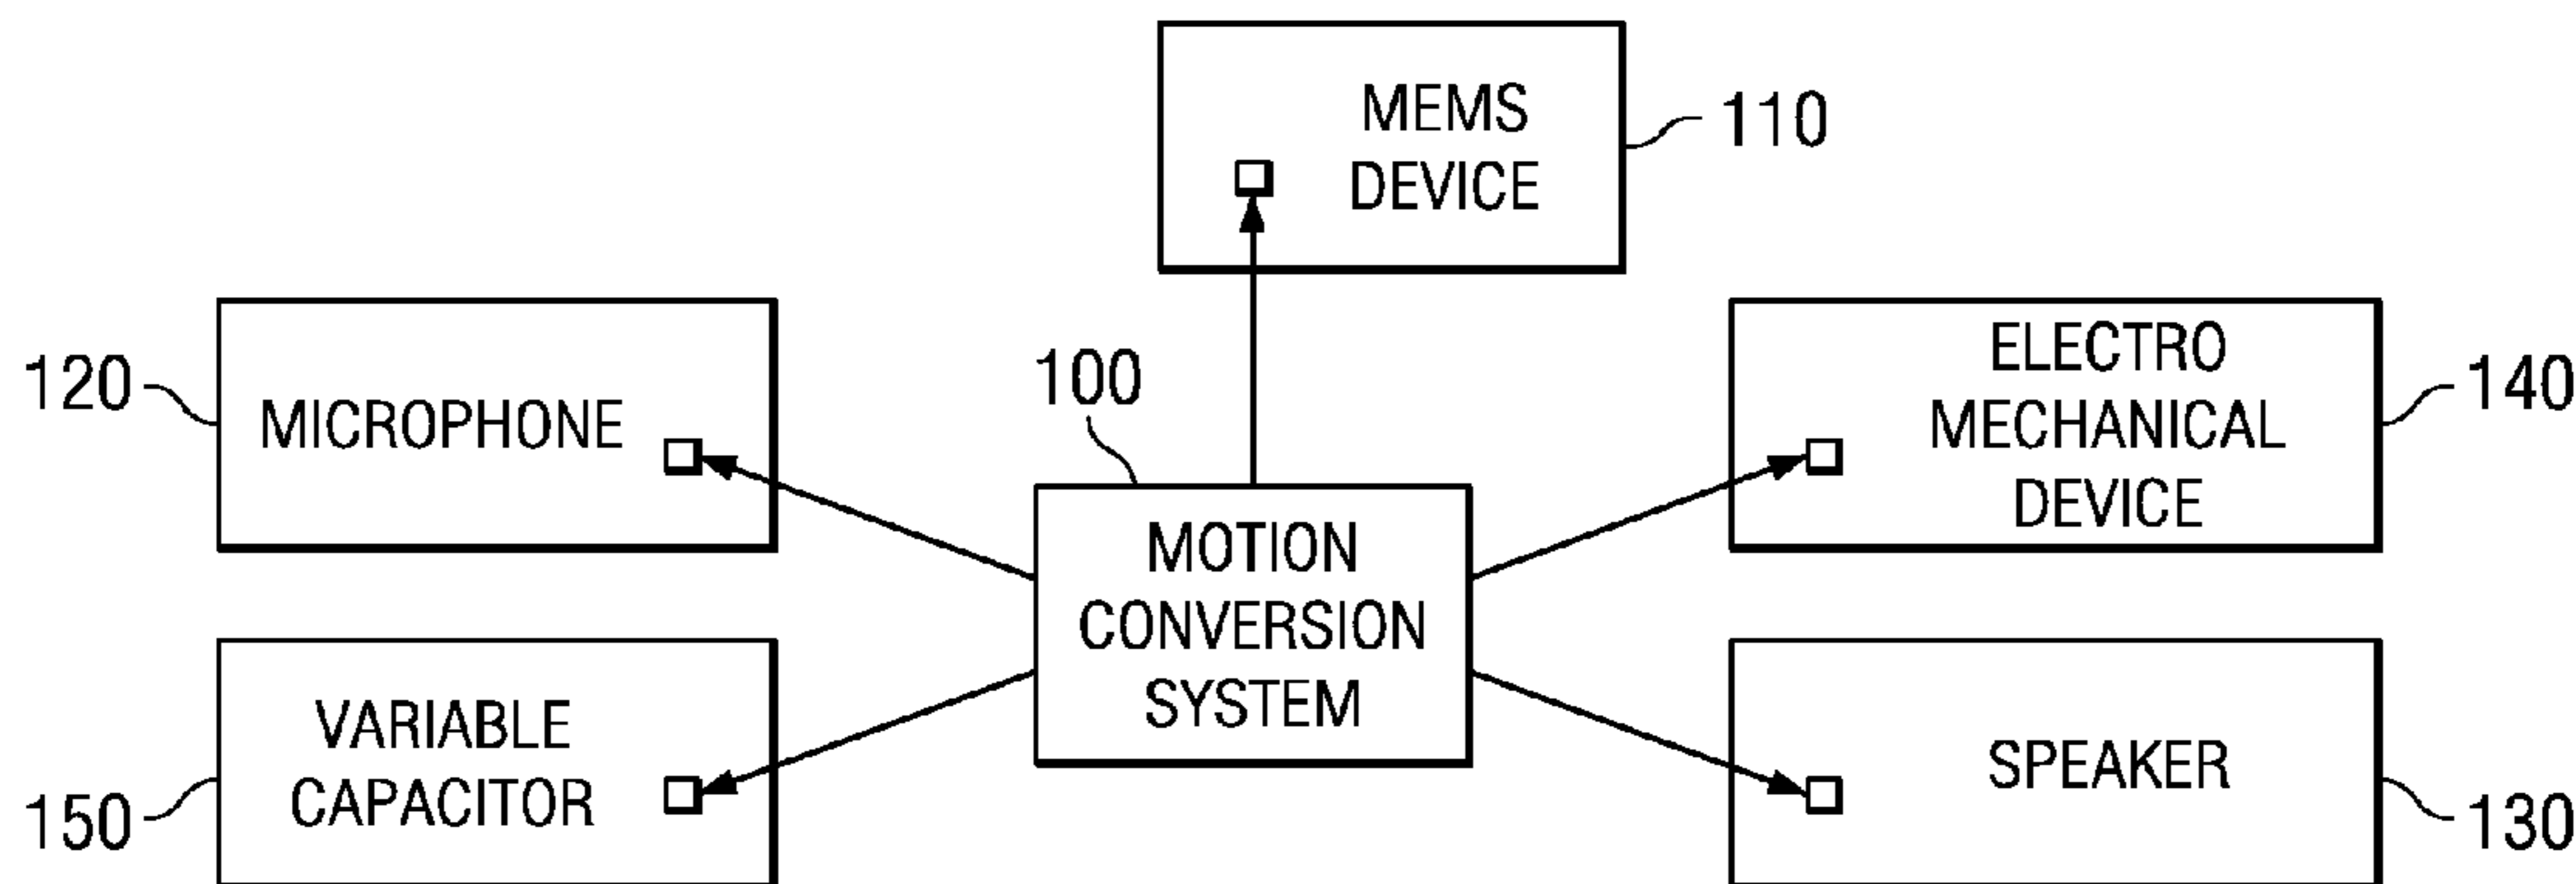 MEMS
DEVICE
110
120
MICROPHONE
100
ELECTRO
MECHANICAL
DEVICE
140
MOTION
CONVERSION
SYSTEM
VARIABLE
CAPACITOR
150
SPEAKER
130